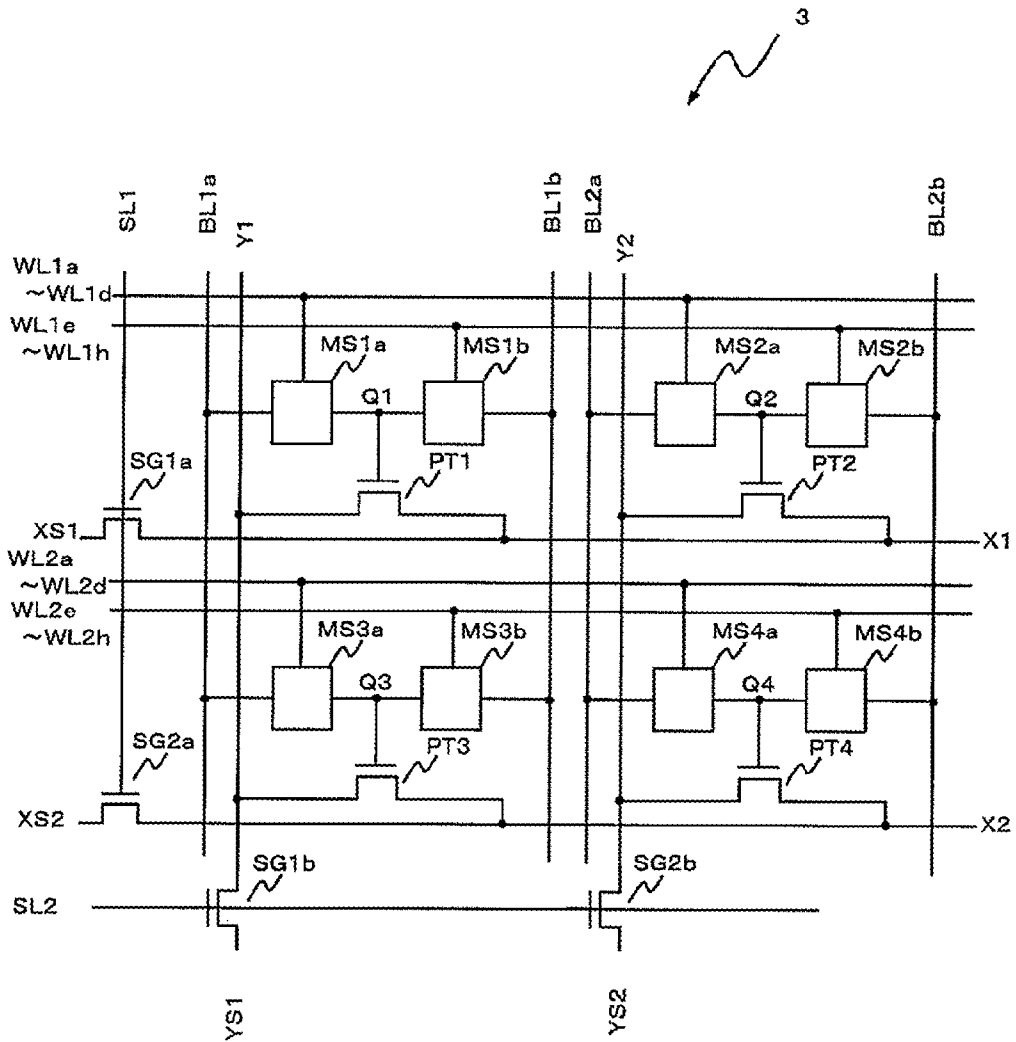 3
SL1
BL1a
Y1
BL1b
BL2a
Y2
BL2b
WL1a
~WL1d
WL1e
~WL1h
MS1a
MS1b
MS2a
MS2b
Q1
Q2
SG1a
PT1
PT2
XS1
X1
WL2a
~WL2d
WL2e
~WL2h
MS3a
MS3b
MS4a
MS4b
Q3
Q4
SG2a
PT3
PT4
XS2
X2
SG1b
SG2b
SL2
YS1
YS2